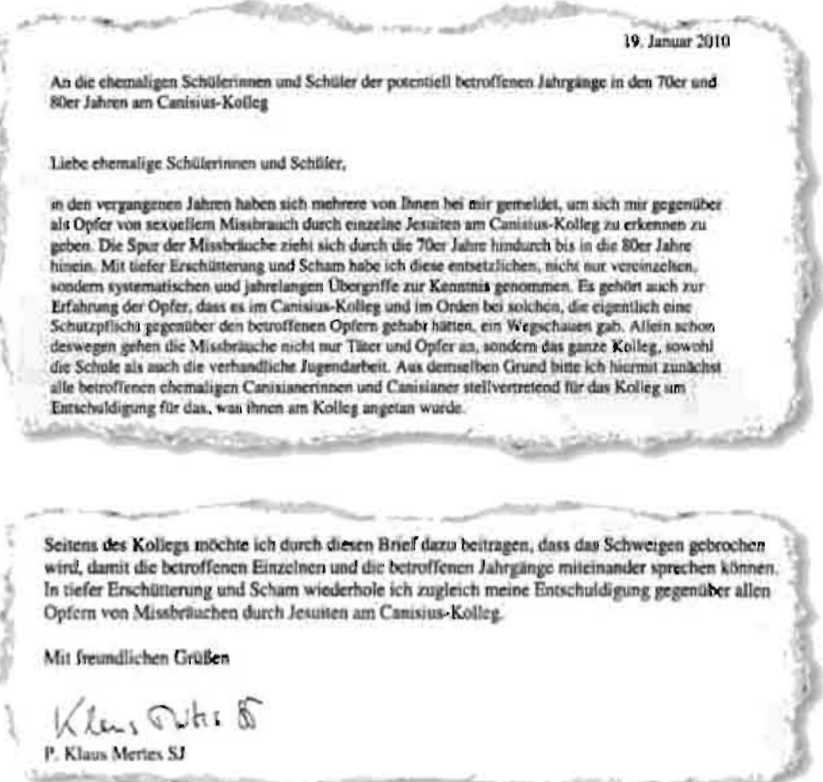 19. Januar 2010
An die ehemaligen Schülerinnen und Schüler der potentiell betroffenen Jahrgänge in den 70er und
80er Jahren am Canisius-Kolleg
Liebe ehemalige Schülerinnen und Schüler,
in den vergangenen Jahren haben sich mehrere von Ihnen bei mir gemeldet, um sich mir gegenüber
als Opfer von sexuellem Missbrauch durch einzelne Jesuiten am Canisius-Kolleg zu erkennen zu
geben. Die Spur der Missbräuche zieht sich durch die 70er Jahre hindurch bis in die 80er Jahre
hinein. Mit tiefer Erschütterung und Scham habe ich diese entsetzlichen, nicht nur vereinzelten,
sondern systematischen und jahrelangen Übergriffe zur Kenntnis genommen. Es gehört auch zur
Erfahrung der Opfer, dass es im Canisius-Kolleg und im Orden bei solchen, die eigentlich eine
Schutzpflicht gegenüber den betroffenen Opfern gehabt hätten, ein Wegschauen gab. Allein schon
deswegen gehen die Missbräuche nicht nur Täter und Opfer an, sondern das ganze Kolleg, sowohl
die Schule als auch die verbandliche Jugendarbeit. Aus demselben Grund bitte ich hiermit zunächst
alle betroffenen ehemaligen Canisianerinnen und Canisianer stellvertretend für das Kolleg um
Entschuldigung für das, was ihnen am Kolleg angetan wurde.
Seitens des Kollegs möchte ich durch diesen Brief dazu beitragen, dass das Schweigen gebrochen
wird, damit die betroffenen Einzelnen und die betroffenen Jahrgänge miteinander sprechen können.
In tiefer Erschütterung und Scham wiederhole ich zugleich meine Entschuldigung gegenüber allen
Opfern von Missbräuchen durch Jesuiten am Canisius-Kolleg.
Mit freundlichen Grüßen
Klaus Mertes SJ
P. Klaus Mertes SJ